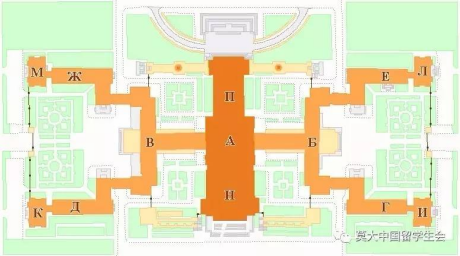 М Ж Е Л
П
В А Б
Н
К Д Г И
莫大中国留学生会